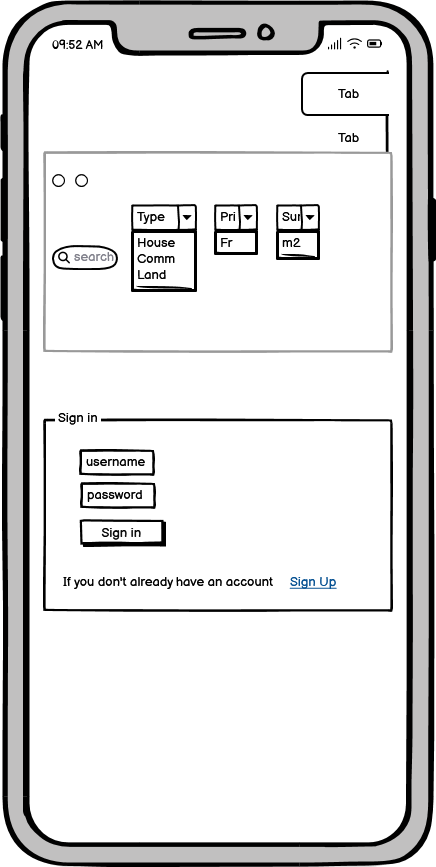 09:52 AM
Tab
Tab
Type Pri Sur
House Fr m2
Comm
search
Land
Sign in
username
password
Sign in
If you don't already have an account Sign Up